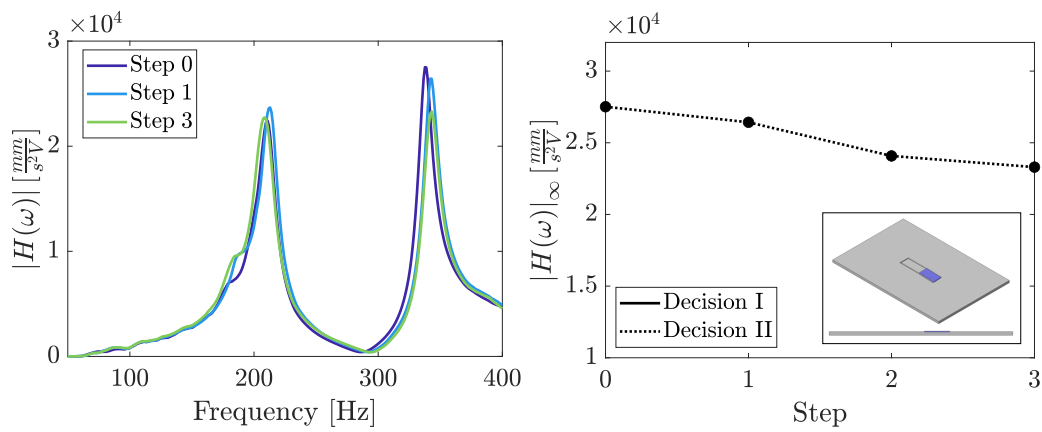 ×10⁴
3
2
1
0
|H(ω)| [mm/s²V]
Step 0
Step 1
Step 3
100 200 300 400
Frequency [Hz]
×10⁴
3
2.5
2
1.5
1
|H(ω)|∞ [mm/s²V]
Decision I
Decision II
0 1 2 3
Step